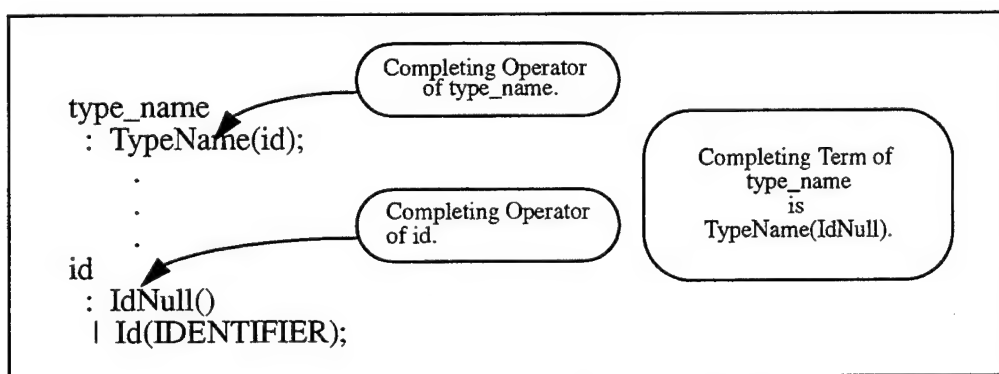 Completing Operator
of type_name.
type_name
: TypeName(id);
.
.
.
Completing Term of
type_name
is
TypeName(IdNull).
Completing Operator
of id.
id
: IdNull()
| Id(IDENTIFIER);